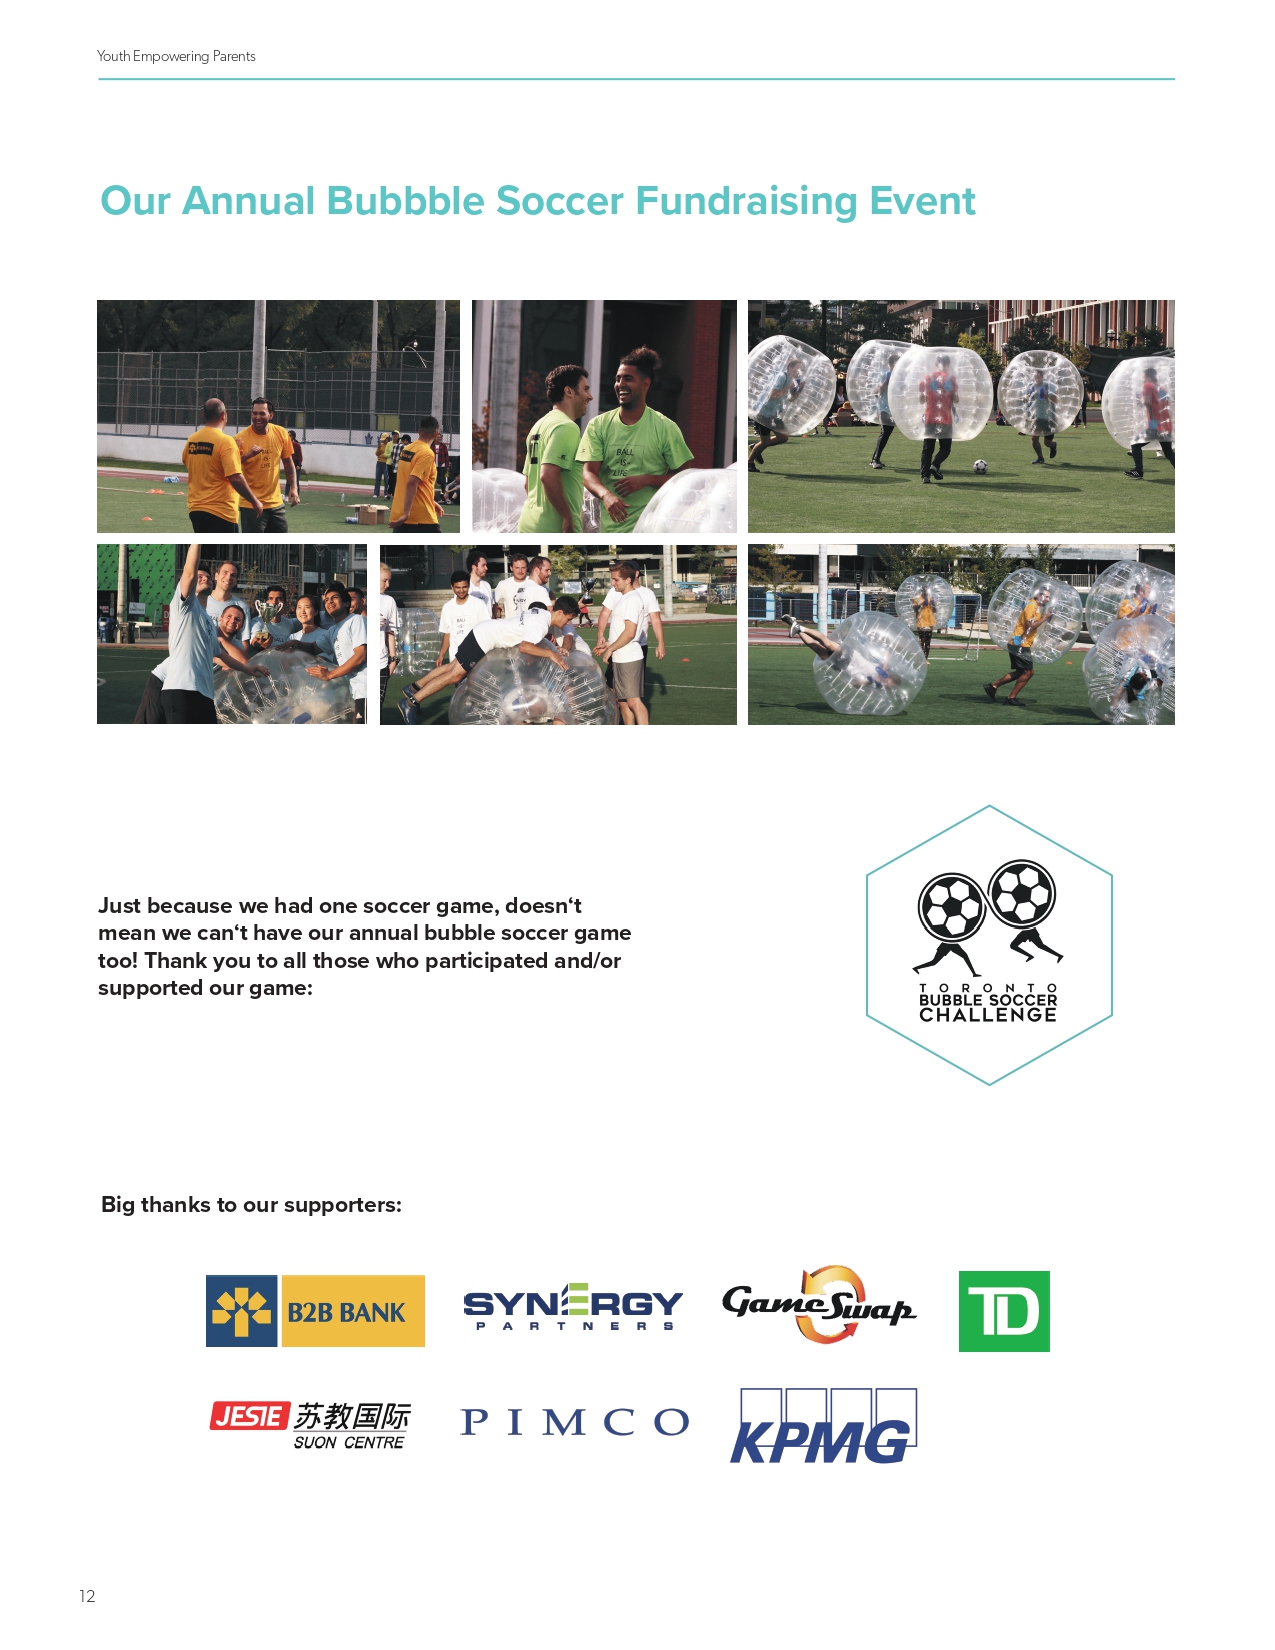 Youth Empowering Parents
Our Annual Bubbble Soccer Fundraising Event
BALL
IS
LIFE
Just because we had one soccer game, doesn‘t
mean we can‘t have our annual bubble soccer game
too! Thank you to all those who participated and/or
supported our game:
TORONTO
BUBBLE SOCCER
CHALLENGE
Big thanks to our supporters:
B2B BANK
SYNERGY
PARTNERS
GameSwap
TD
JESIE 苏教国际
SUON CENTRE
PIMCO
KPMG
12